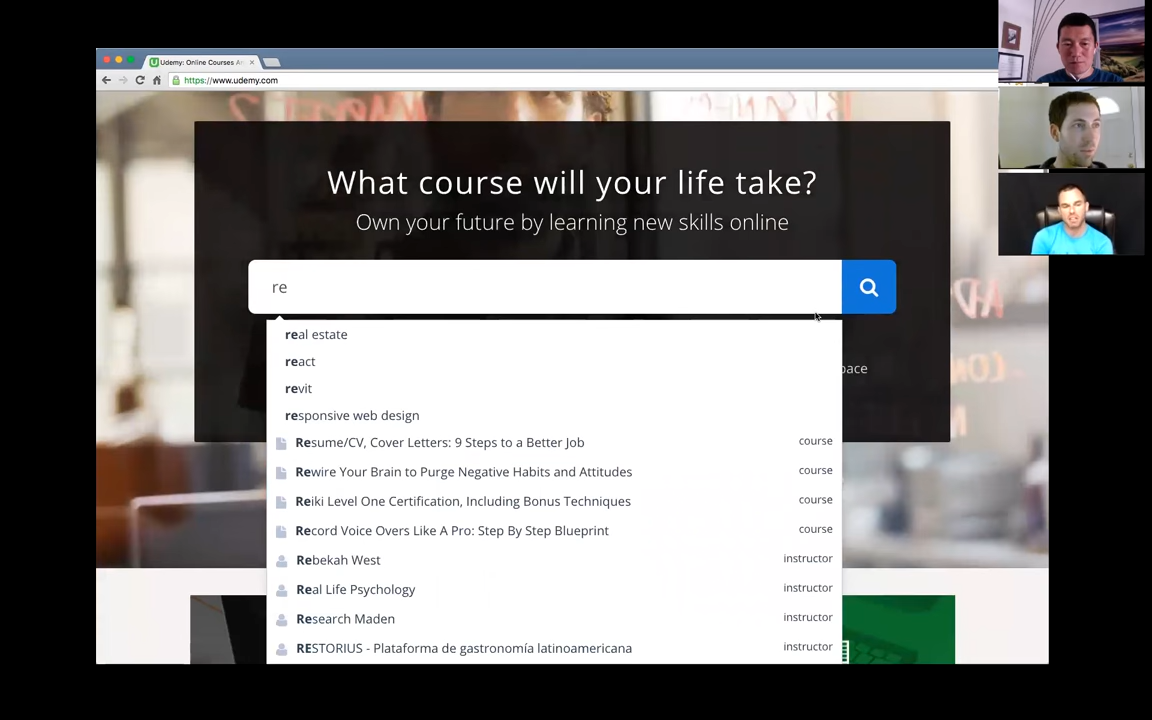 Udemy: Online Courses A
https://www.udemy.com
What course will your life take?
Own your future by learning new skills online
re
real estate
react
revit
responsive web design
Resume/CV, Cover Letters: 9 Steps to a Better Job course
Rewire Your Brain to Purge Negative Habits and Attitudes course
Reiki Level One Certification, Including Bonus Techniques course
Record Voice Overs Like A Pro: Step By Step Blueprint course
Rebekah West instructor
Real Life Psychology instructor
Research Maden instructor
RESTORIUS - Plataforma de gastronomía latinoamericana instructor